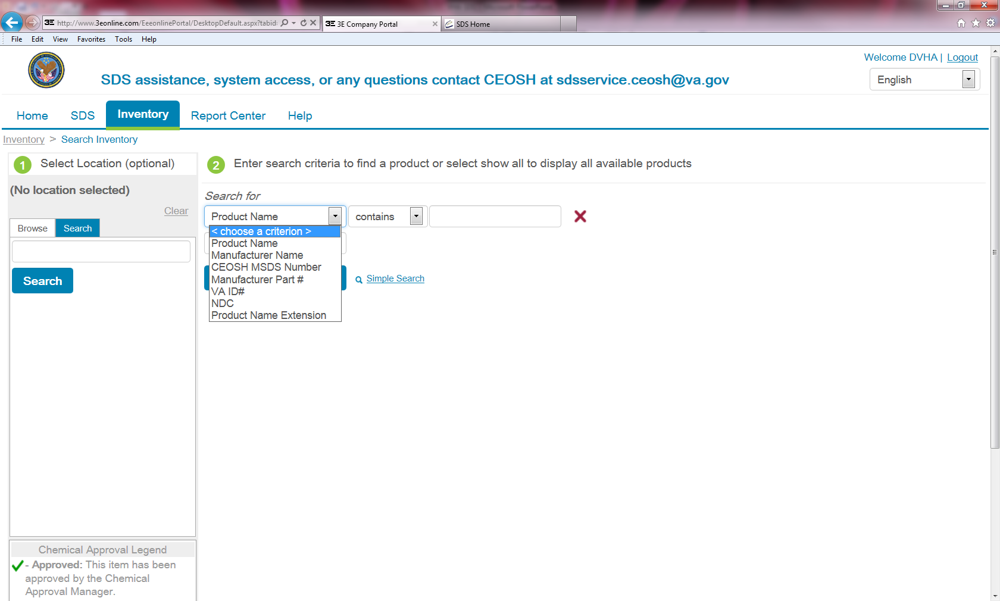 http://www.3eonline.com/EeeonlinePortal/DesktopDefault.aspx?tabid:
3E 3E Company Portal
SDS Home
File Edit View Favorites Tools Help
Welcome DVHA | Logout
SDS assistance, system access, or any questions contact CEOSH at sdsservice.ceosh@va.gov
English
Home SDS Inventory Report Center Help
Inventory > Search Inventory
1 Select Location (optional)
2 Enter search criteria to find a product or select show all to display all available products
(No location selected)
Clear
Browse Search
Search
Search for
Product Name contains
< choose a criterion >
Product Name
Manufacturer Name
CEOSH MSDS Number
Manufacturer Part #
VA ID#
NDC
Product Name Extension
Simple Search
Chemical Approval Legend
- Approved: This item has been
approved by the Chemical
Approval Manager.